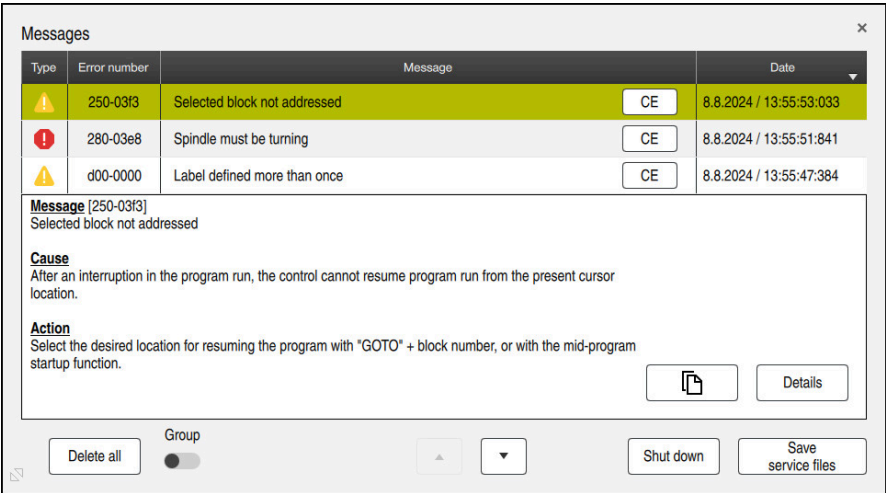 Messages
Type Error number Message Date
250-03f3 Selected block not addressed CE 8.8.2024 / 13:55:53:033
280-03e8 Spindle must be turning CE 8.8.2024 / 13:55:51:841
d00-0000 Label defined more than once CE 8.8.2024 / 13:55:47:384
Message [250-03f3]
Selected block not addressed
Cause
After an interruption in the program run, the control cannot resume program run from the present cursor
location.
Action
Select the desired location for resuming the program with "GOTO" + block number, or with the mid-program
startup function.
Details
Group
Delete all
Shut down
Save
service files